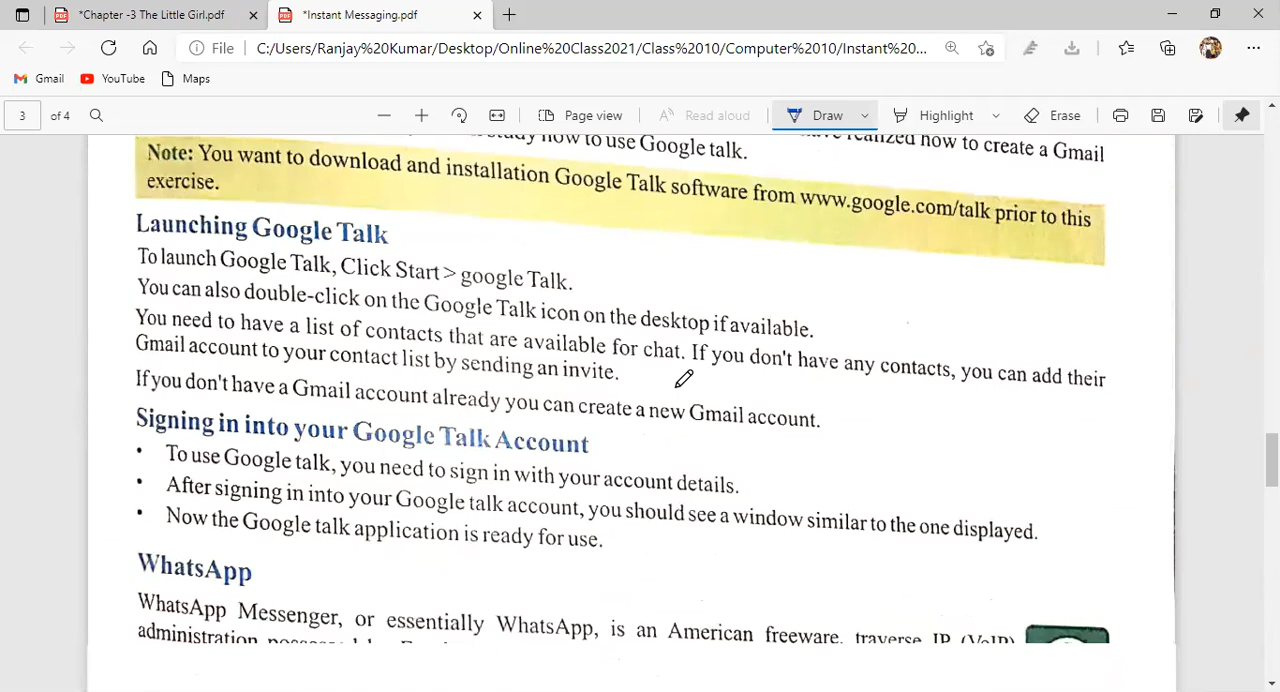 *Chapter -3 The Little Girl.pdf
*Instant Messaging.pdf
File
C:/Users/Ranjay%20Kumar/Desktop/Online%20Class2021/Class%2010/Computer%2010/Instant%20...
Gmail
YouTube
Maps
3 of 4
Page view
Read aloud
Draw
Highlight
Erase
study how to use Google talk.
have realized how to create a Gmail
Note: You want to download and installation Google Talk software from www.google.com/talk prior to this
exercise.
Launching Google Talk
To launch Google Talk, Click Start > google Talk.
You can also double-click on the Google Talk icon on the desktop if available.
You need to have a list of contacts that are available for chat. If you don't have any contacts, you can add their
Gmail account to your contact list by sending an invite.
If you don't have a Gmail account already you can create a new Gmail account.
Signing in into your Google Talk Account
• To use Google talk, you need to sign in with your account details.
• After signing in into your Google talk account, you should see a window similar to the one displayed.
• Now the Google talk application is ready for use.
WhatsApp
WhatsApp Messenger, or essentially WhatsApp, is an American freeware, traverse IP (VoIP)
administration